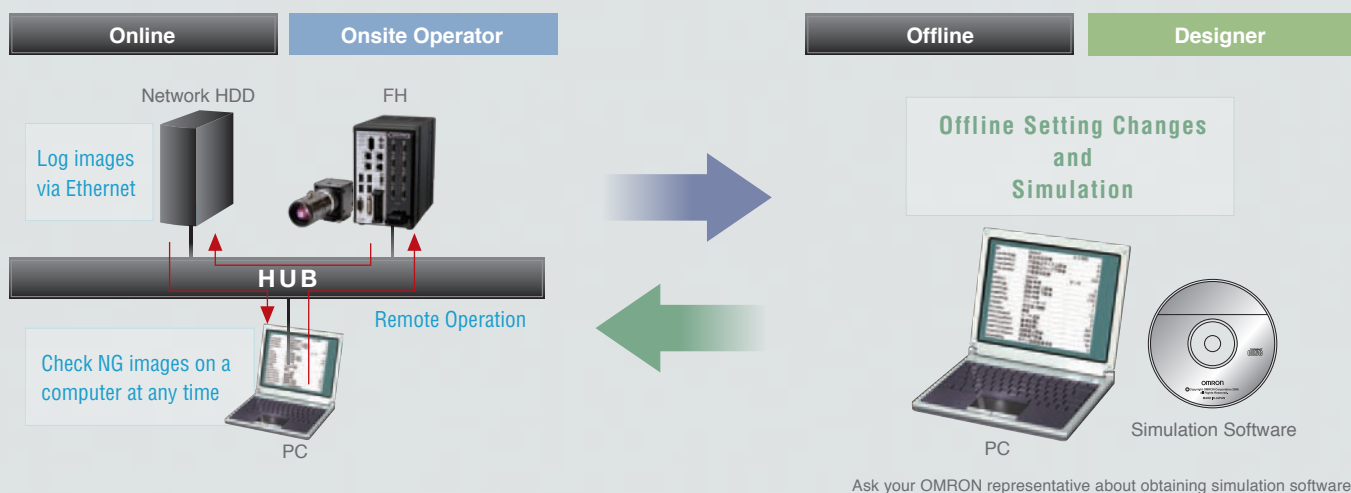 Online
Onsite Operator
Network HDD
FH
Log images
via Ethernet
HUB
Remote Operation
Check NG images on a
computer at any time
PC
Offline
Designer
Offline Setting Changes
and
Simulation
OMRON
PC
Simulation Software
Ask your OMRON representative about obtaining simulation software